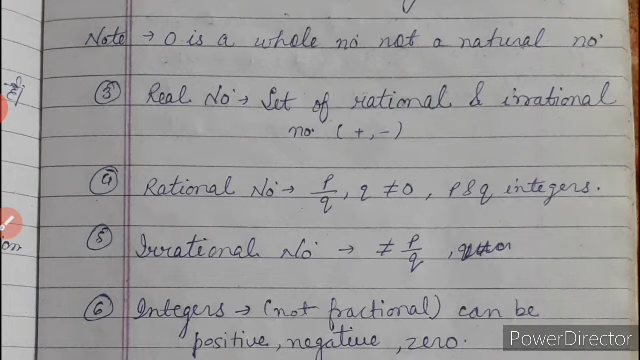 Note → 0 is a whole no. not a natural no.
③ Real No. → Set of rational & irrational
no. (+, -)
④ Rational No. → p/q, q ≠ 0, p & q integers.
⑤ Irrational No. → ≠ p/q,
⑥ Integers → (not fractional) can be
positive, negative, zero.
PowerDirector